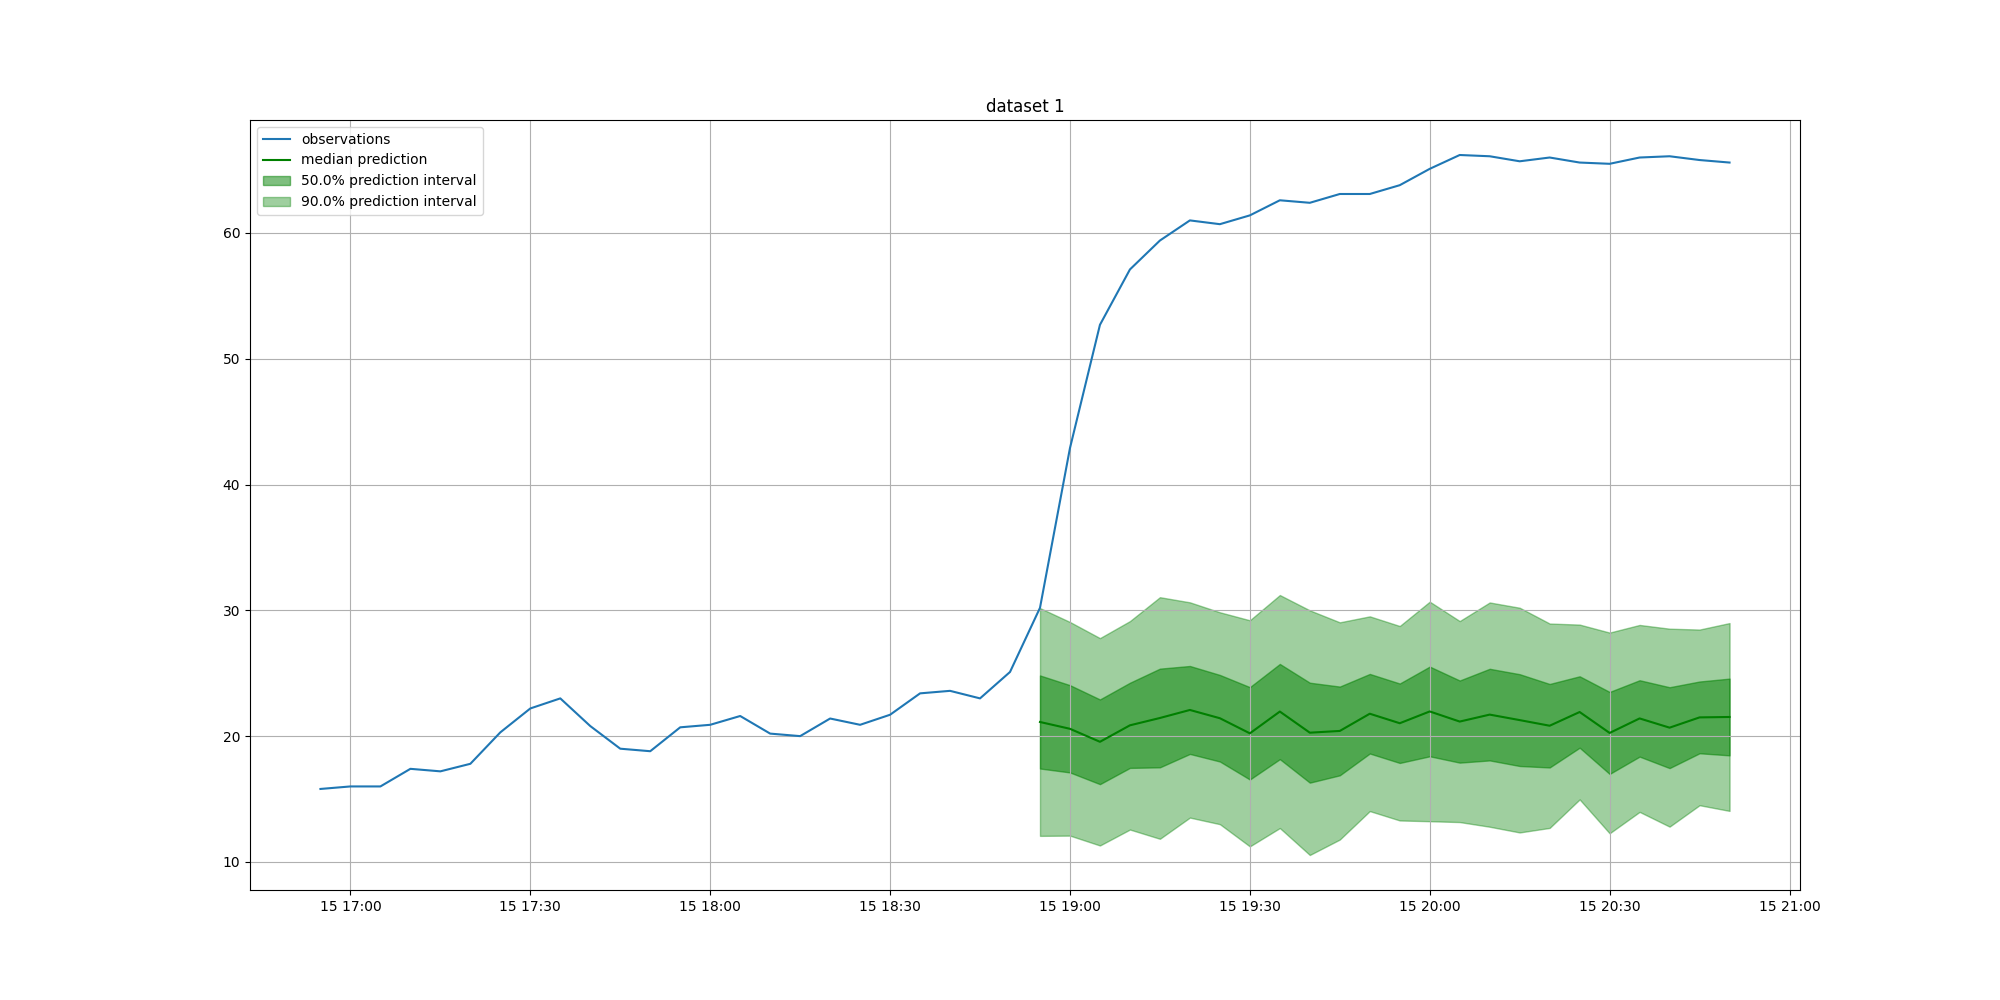 dataset 1
observations
median prediction
50.0% prediction interval
90.0% prediction interval
60
50
40
30
20
10
15 17:00 15 17:30 15 18:00 15 18:30 15 19:00 15 19:30 15 20:00 15 20:30 15 21:00